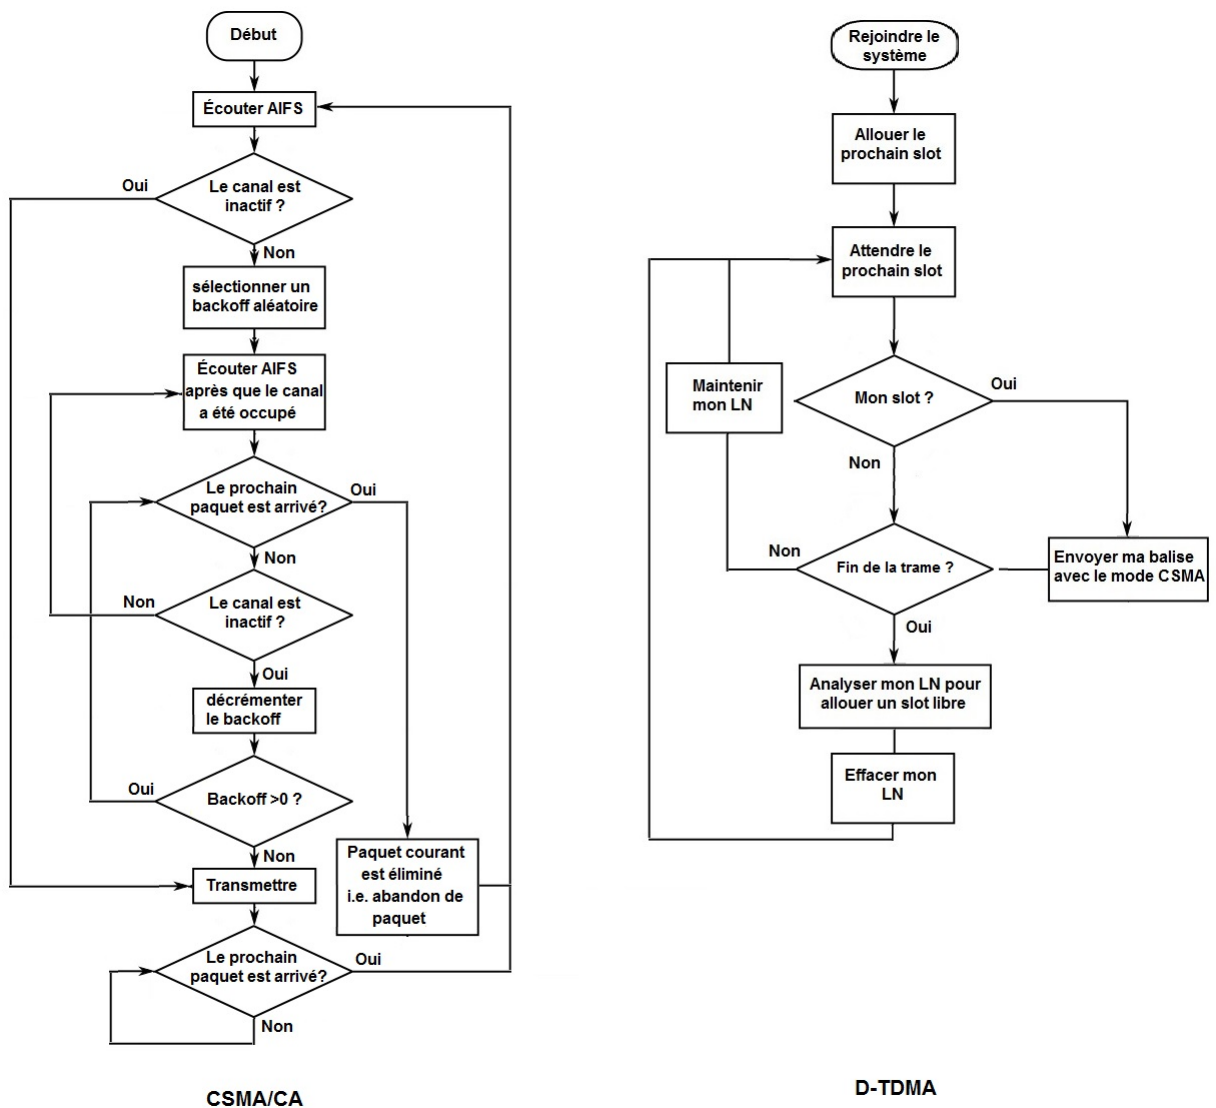 Début
Écouter AIFS
Oui
Le canal est
inactif ?
Non
sélectionner un
backoff aléatoire
Écouter AIFS
après que le canal
a été occupé
Le prochain
paquet est arrivé?
Oui
Non
Non
Le canal est
inactif ?
Oui
décrémenter
le backoff
Oui
Backoff >0 ?
Non
Transmettre
Paquet courant
est éliminé
i.e. abandon de
paquet
Le prochain
paquet est arrivé?
Oui
Non
CSMA/CA
Rejoindre le
système
Allouer le
prochain slot
Attendre le
prochain slot
Maintenir
mon LN
Mon slot ?
Oui
Non
Non
Fin de la trame ?
Envoyer ma balise
avec le mode CSMA
Oui
Analyser mon LN pour
allouer un slot libre
Effacer mon
LN
D-TDMA